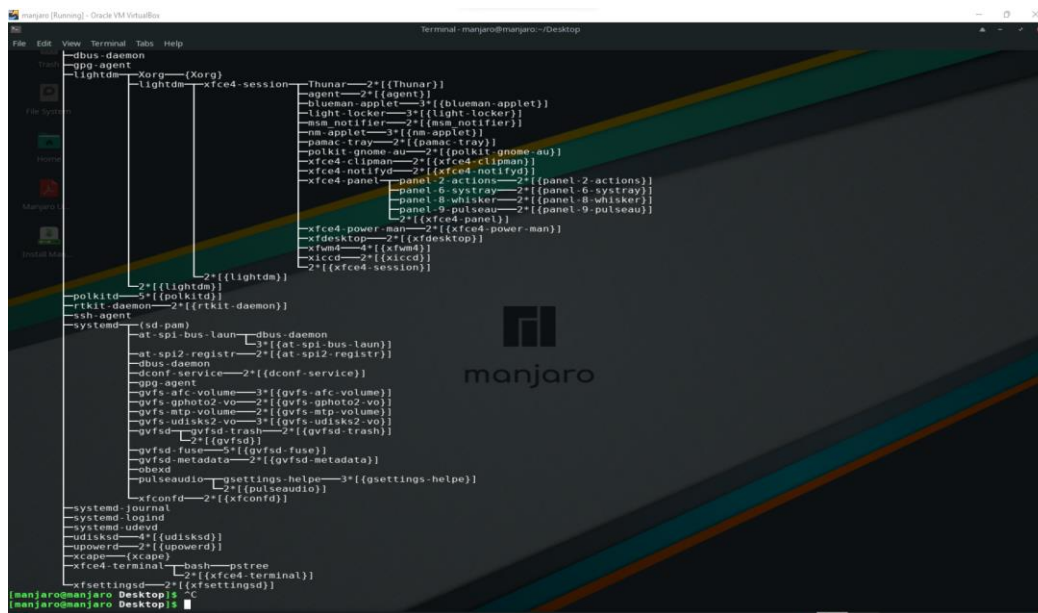 manjaro [Running] - Oracle VM VirtualBox
Terminal - manjaro@manjaro:~/Desktop
File Edit View Terminal Tabs Help
├─dbus-daemon
├─gpg-agent
├─lightdm─┬─Xorg───{Xorg}
│         ├─lightdm─┬─xfce4-session─┬─Thunar───2*[{Thunar}]
│         │         │               ├─agent───2*[{agent}]
│         │         │               ├─blueman-applet───3*[{blueman-applet}]
│         │         │               ├─light-locker───3*[{light-locker}]
│         │         │               ├─msm_notifier───2*[{msm_notifier}]
│         │         │               ├─nm-applet───3*[{nm-applet}]
│         │         │               ├─pamac-tray───2*[{pamac-tray}]
│         │         │               ├─polkit-gnome-au───2*[{polkit-gnome-au}]
│         │         │               ├─xfce4-clipman───2*[{xfce4-clipman}]
│         │         │               ├─xfce4-notifyd───2*[{xfce4-notifyd}]
│         │         │               ├─xfce4-panel─┬─panel-2-actions───2*[{panel-2-actions}]
│         │         │               │             ├─panel-6-systray───2*[{panel-6-systray}]
│         │         │               │             ├─panel-8-whisker───2*[{panel-8-whisker}]
│         │         │               │             ├─panel-9-pulseau───2*[{panel-9-pulseau}]
│         │         │               │             └─2*[{xfce4-panel}]
│         │         │               ├─xfce4-power-man───2*[{xfce4-power-man}]
│         │         │               ├─xfdesktop───2*[{xfdesktop}]
│         │         │               ├─xfwm4───4*[{xfwm4}]
│         │         │               ├─xiccd───2*[{xiccd}]
│         │         │               └─2*[{xfce4-session}]
│         │         └─2*[{lightdm}]
│         └─2*[{lightdm}]
├─polkitd───5*[{polkitd}]
├─rtkit-daemon───2*[{rtkit-daemon}]
├─ssh-agent
├─systemd─┬─(sd-pam)
│         ├─at-spi-bus-laun─┬─dbus-daemon
│         │                 └─3*[{at-spi-bus-laun}]
│         ├─at-spi2-registr───2*[{at-spi2-registr}]
│         ├─dbus-daemon
│         ├─dconf-service───2*[{dconf-service}]
│         ├─gpg-agent
│         ├─gvfs-afc-volume───3*[{gvfs-afc-volume}]
│         ├─gvfs-gphoto2-vo───2*[{gvfs-gphoto2-vo}]
│         ├─gvfs-mtp-volume───2*[{gvfs-mtp-volume}]
│         ├─gvfs-udisks2-vo───3*[{gvfs-udisks2-vo}]
│         ├─gvfsd─┬─gvfsd-trash───2*[{gvfsd-trash}]
│         │       └─2*[{gvfsd}]
│         ├─gvfsd-fuse───5*[{gvfsd-fuse}]
│         ├─gvfsd-metadata───2*[{gvfsd-metadata}]
│         ├─obexd
│         ├─pulseaudio─┬─gsettings-helpe───3*[{gsettings-helpe}]
│         │            └─2*[{pulseaudio}]
│         └─xfconfd───2*[{xfconfd}]
├─systemd-journal
├─systemd-logind
├─systemd-udevd
├─udisksd───4*[{udisksd}]
├─upowerd───2*[{upowerd}]
├─xcape───{xcape}
├─xfce4-terminal─┬─bash───pstree
│                └─2*[{xfce4-terminal}]
└─xfsettingsd───2*[{xfsettingsd}]
[manjaro@manjaro Desktop]$ ^C
[manjaro@manjaro Desktop]$
Trash
File System
Home
Manjaro
Install
manjaro